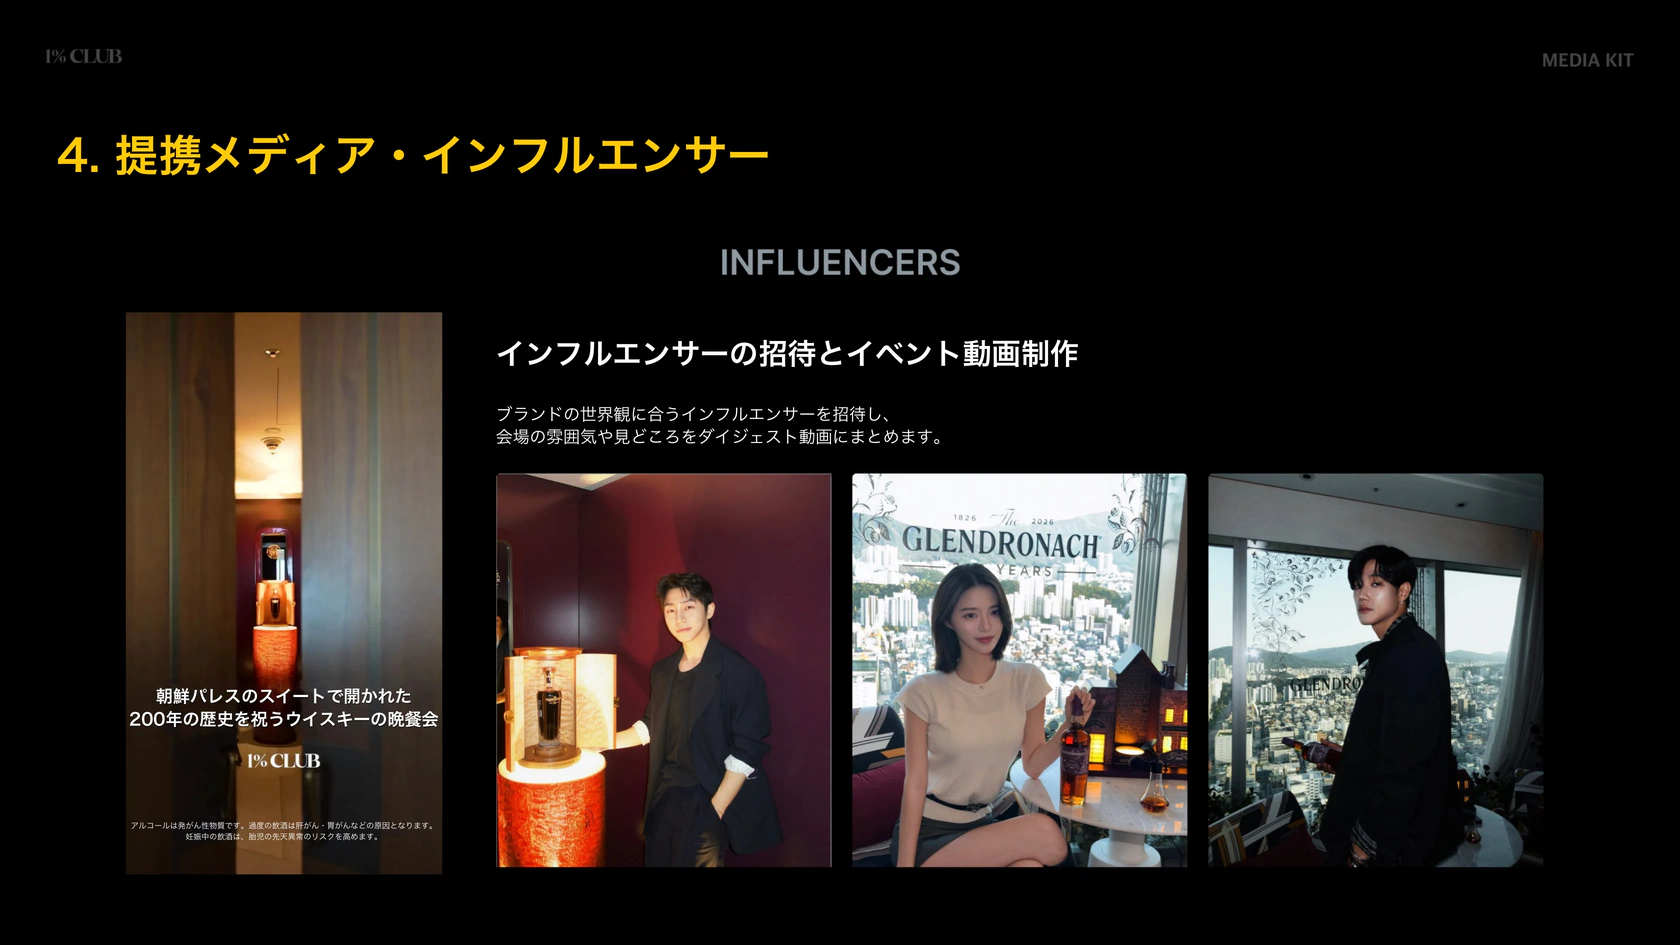 1% CLUB
MEDIA KIT
4. 提携メディア・インフルエンサー
INFLUENCERS
インフルエンサーの招待とイベント動画制作
ブランドの世界観に合うインフルエンサーを招待し、
会場の雰囲気や見どころをダイジェスト動画にまとめます。
朝鮮パレスのスイートで開かれた
200年の歴史を祝うウイスキーの晩餐会
1% CLUB
アルコールは発がん性物質です。過度の飲酒は肝がん・胃がんなどの原因となります。
妊娠中の飲酒は、胎児の先天異常のリスクを高めます。
1826 The 2026
GLENDRONACH
YEARS
GLENDRO